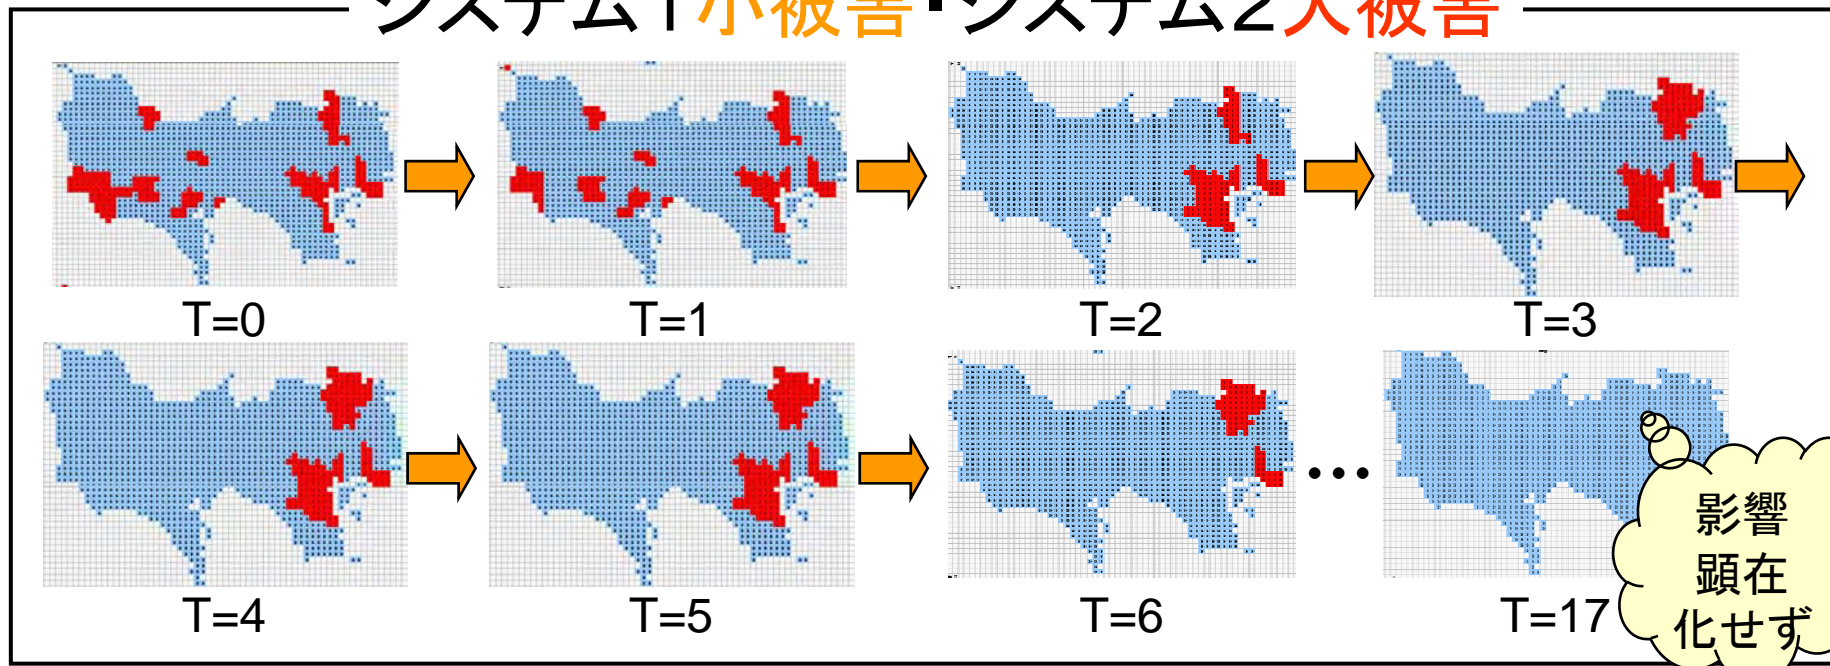 システム1小被害・システム2大被害
T=0
T=1
T=2
T=3
T=4
T=5
T=6
…
T=17
影響
顕在
化せず